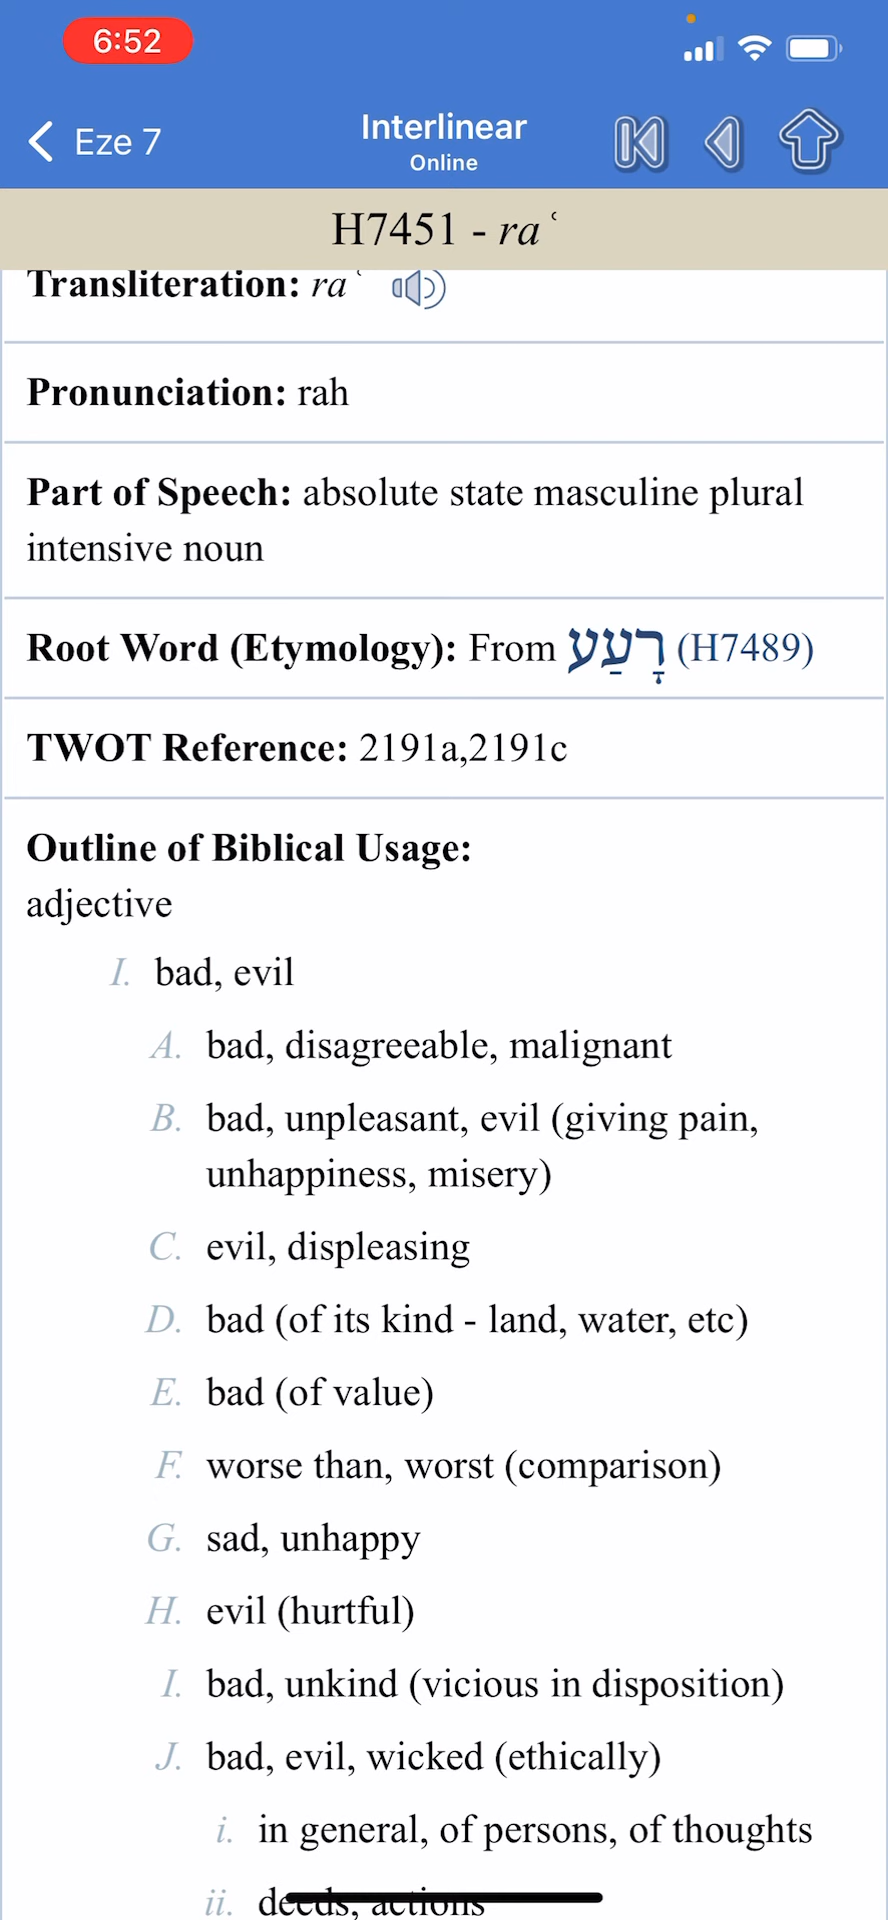 6:52
Eze 7
Interlinear
Online
H7451 - ra ʿ
Transliteration: ra ʿ
Pronunciation: rah
Part of Speech: absolute state masculine plural
intensive noun
Root Word (Etymology): From רָעַע (H7489)
TWOT Reference: 2191a,2191c
Outline of Biblical Usage:
adjective
I. bad, evil
A. bad, disagreeable, malignant
B. bad, unpleasant, evil (giving pain,
unhappiness, misery)
C. evil, displeasing
D. bad (of its kind - land, water, etc)
E. bad (of value)
F. worse than, worst (comparison)
G. sad, unhappy
H. evil (hurtful)
I. bad, unkind (vicious in disposition)
J. bad, evil, wicked (ethically)
i. in general, of persons, of thoughts
ii. deeds, actions